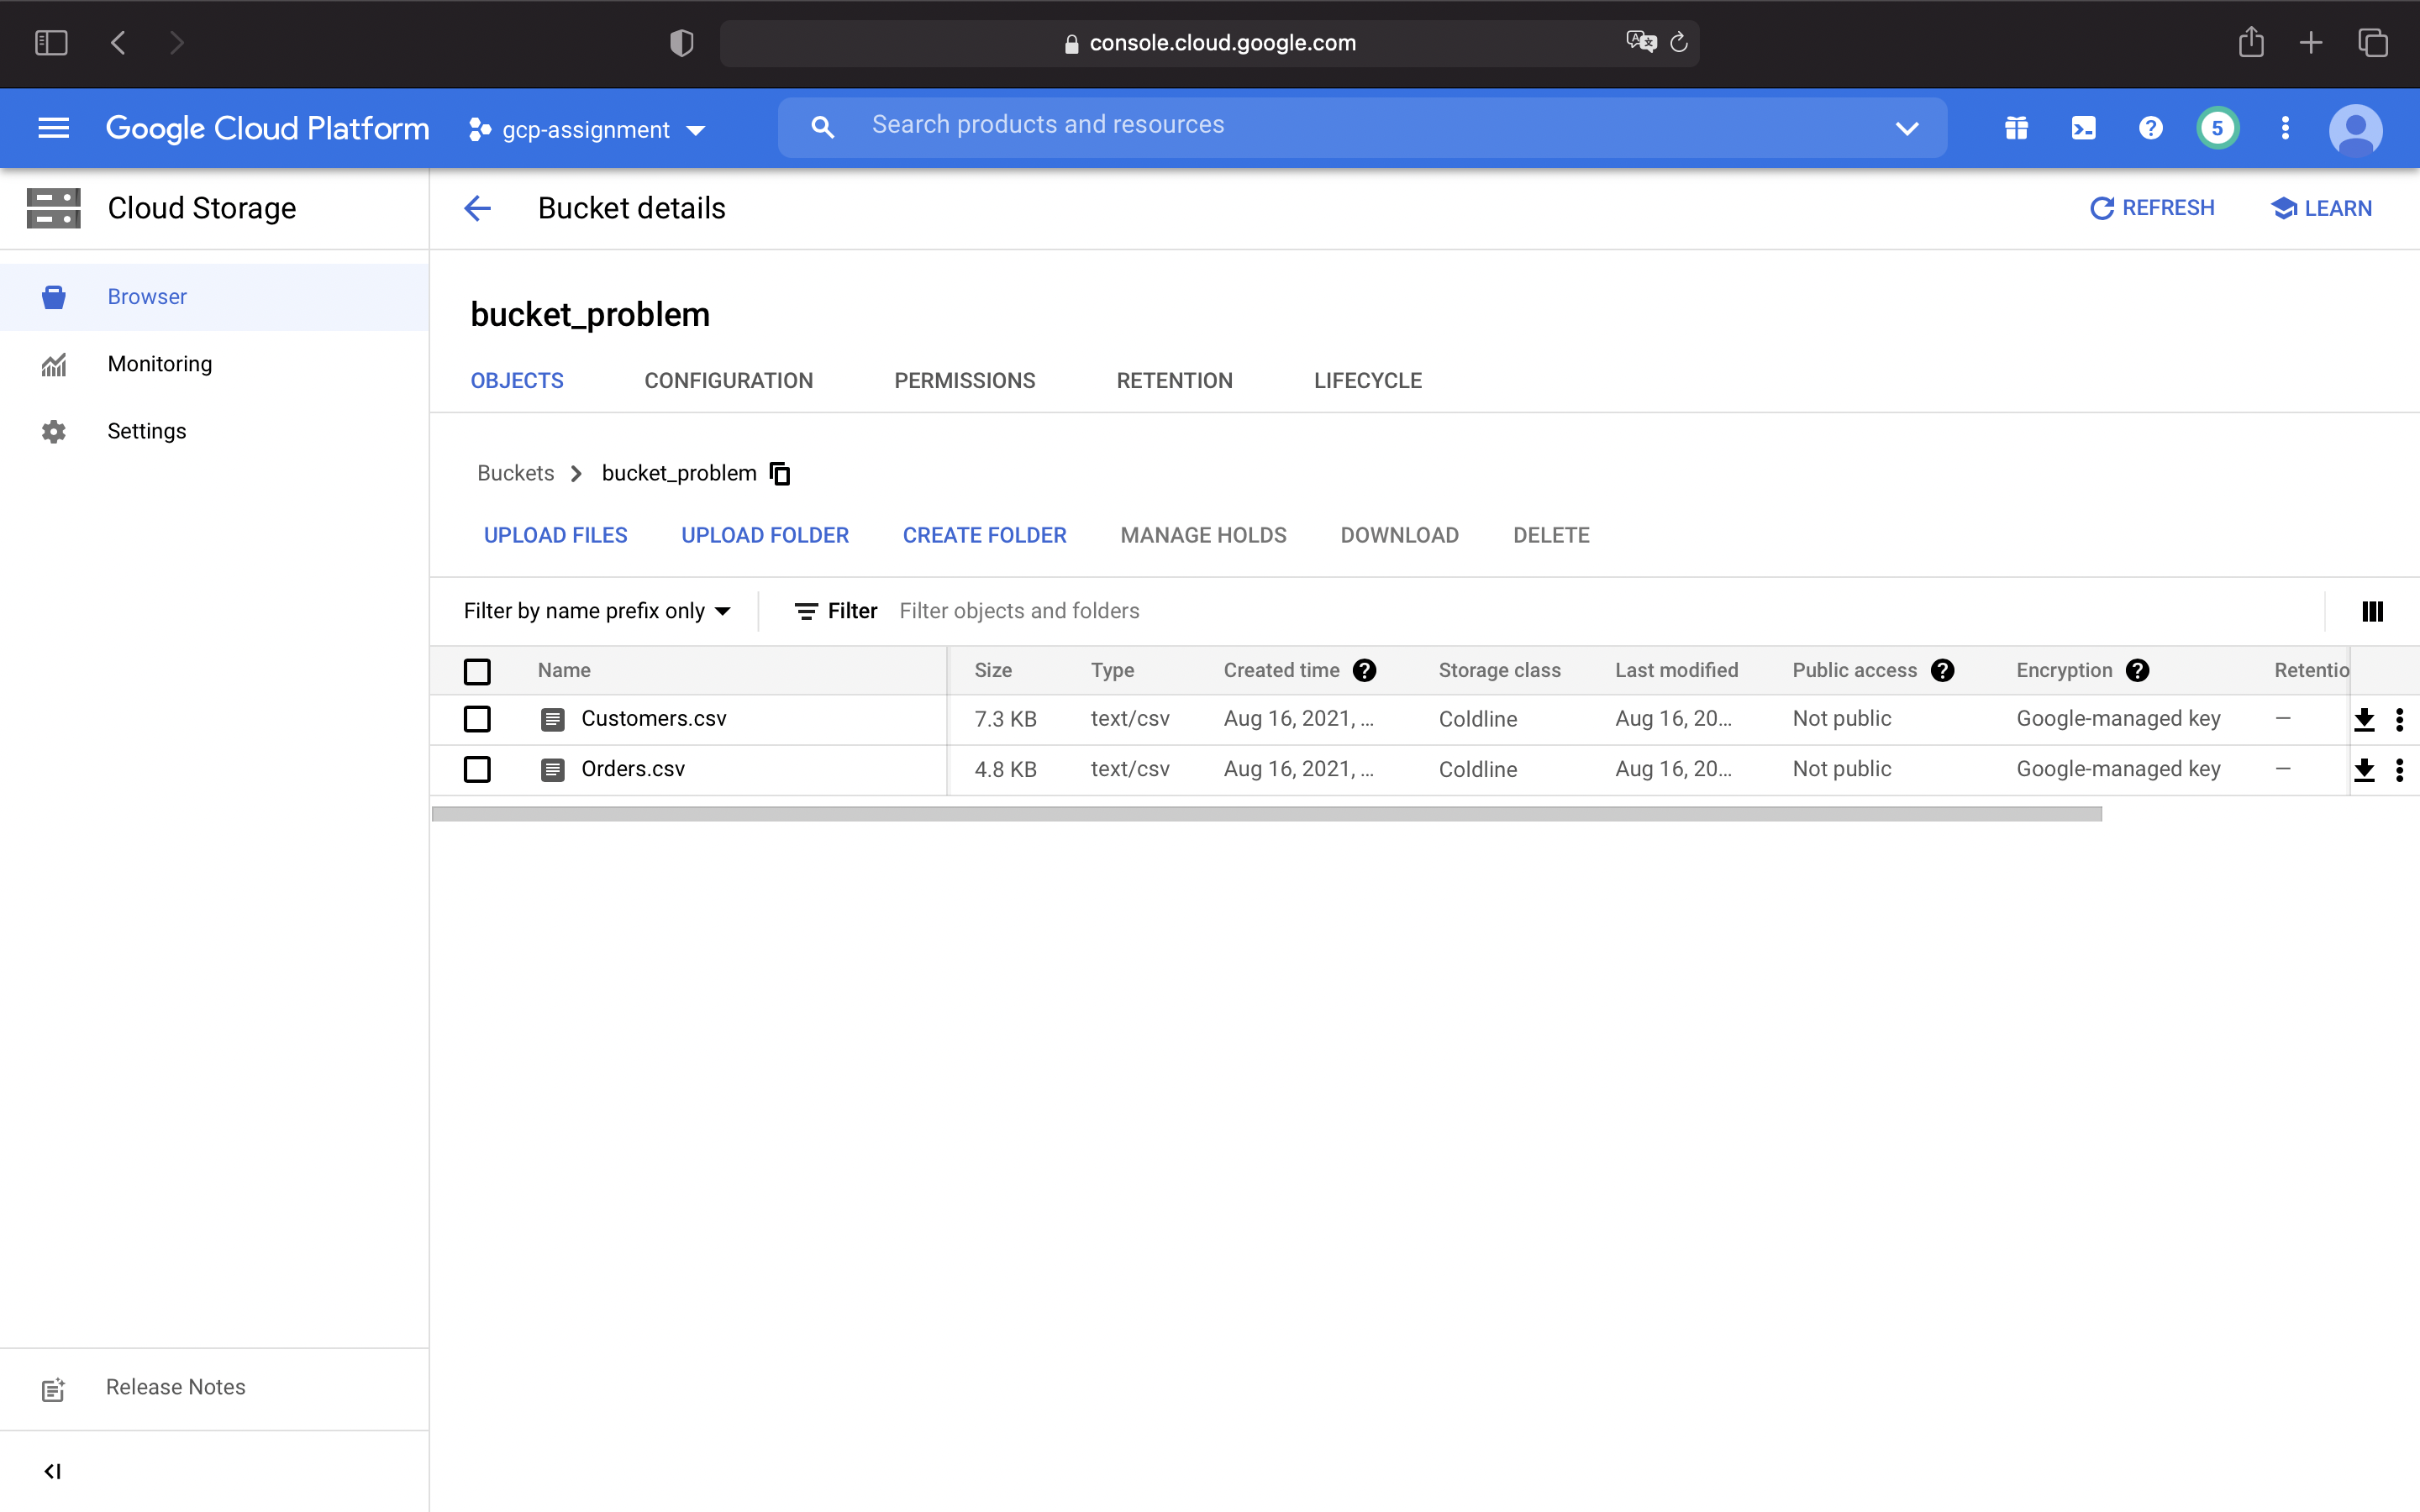 console.cloud.google.com
Google Cloud Platform gcp-assignment Search products and resources 5
Cloud Storage Bucket details REFRESH LEARN
Browser
Monitoring
Settings
bucket_problem
OBJECTS CONFIGURATION PERMISSIONS RETENTION LIFECYCLE
Buckets bucket_problem
UPLOAD FILES UPLOAD FOLDER CREATE FOLDER MANAGE HOLDS DOWNLOAD DELETE
Filter by name prefix only Filter Filter objects and folders
Name Size Type Created time Storage class Last modified Public access Encryption Retentio
Customers.csv 7.3 KB text/csv Aug 16, 2021, ... Coldline Aug 16, 20... Not public Google-managed key —
Orders.csv 4.8 KB text/csv Aug 16, 2021, ... Coldline Aug 16, 20... Not public Google-managed key —
Release Notes